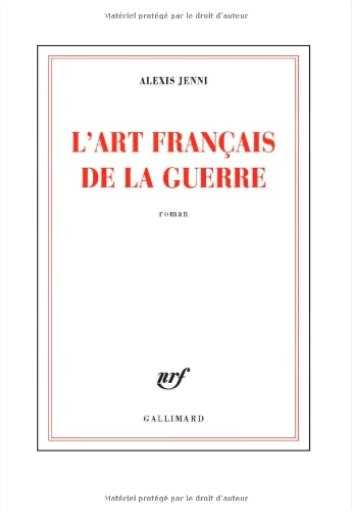 Matériel protégé par le droit d'auteur
ALEXIS JENNI
L'ART FRANÇAIS
DE LA GUERRE
roman
nrf
GALLIMARD
Matériel protégé par le droit d'auteur